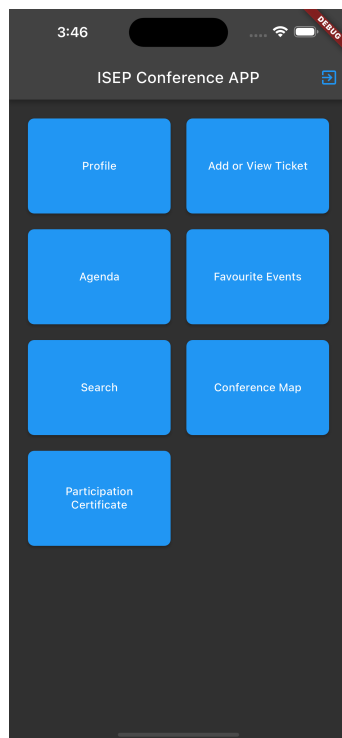 3:46
DEBUG
ISEP Conference APP
Profile
Add or View Ticket
Agenda
Favourite Events
Search
Conference Map
Participation
Certificate